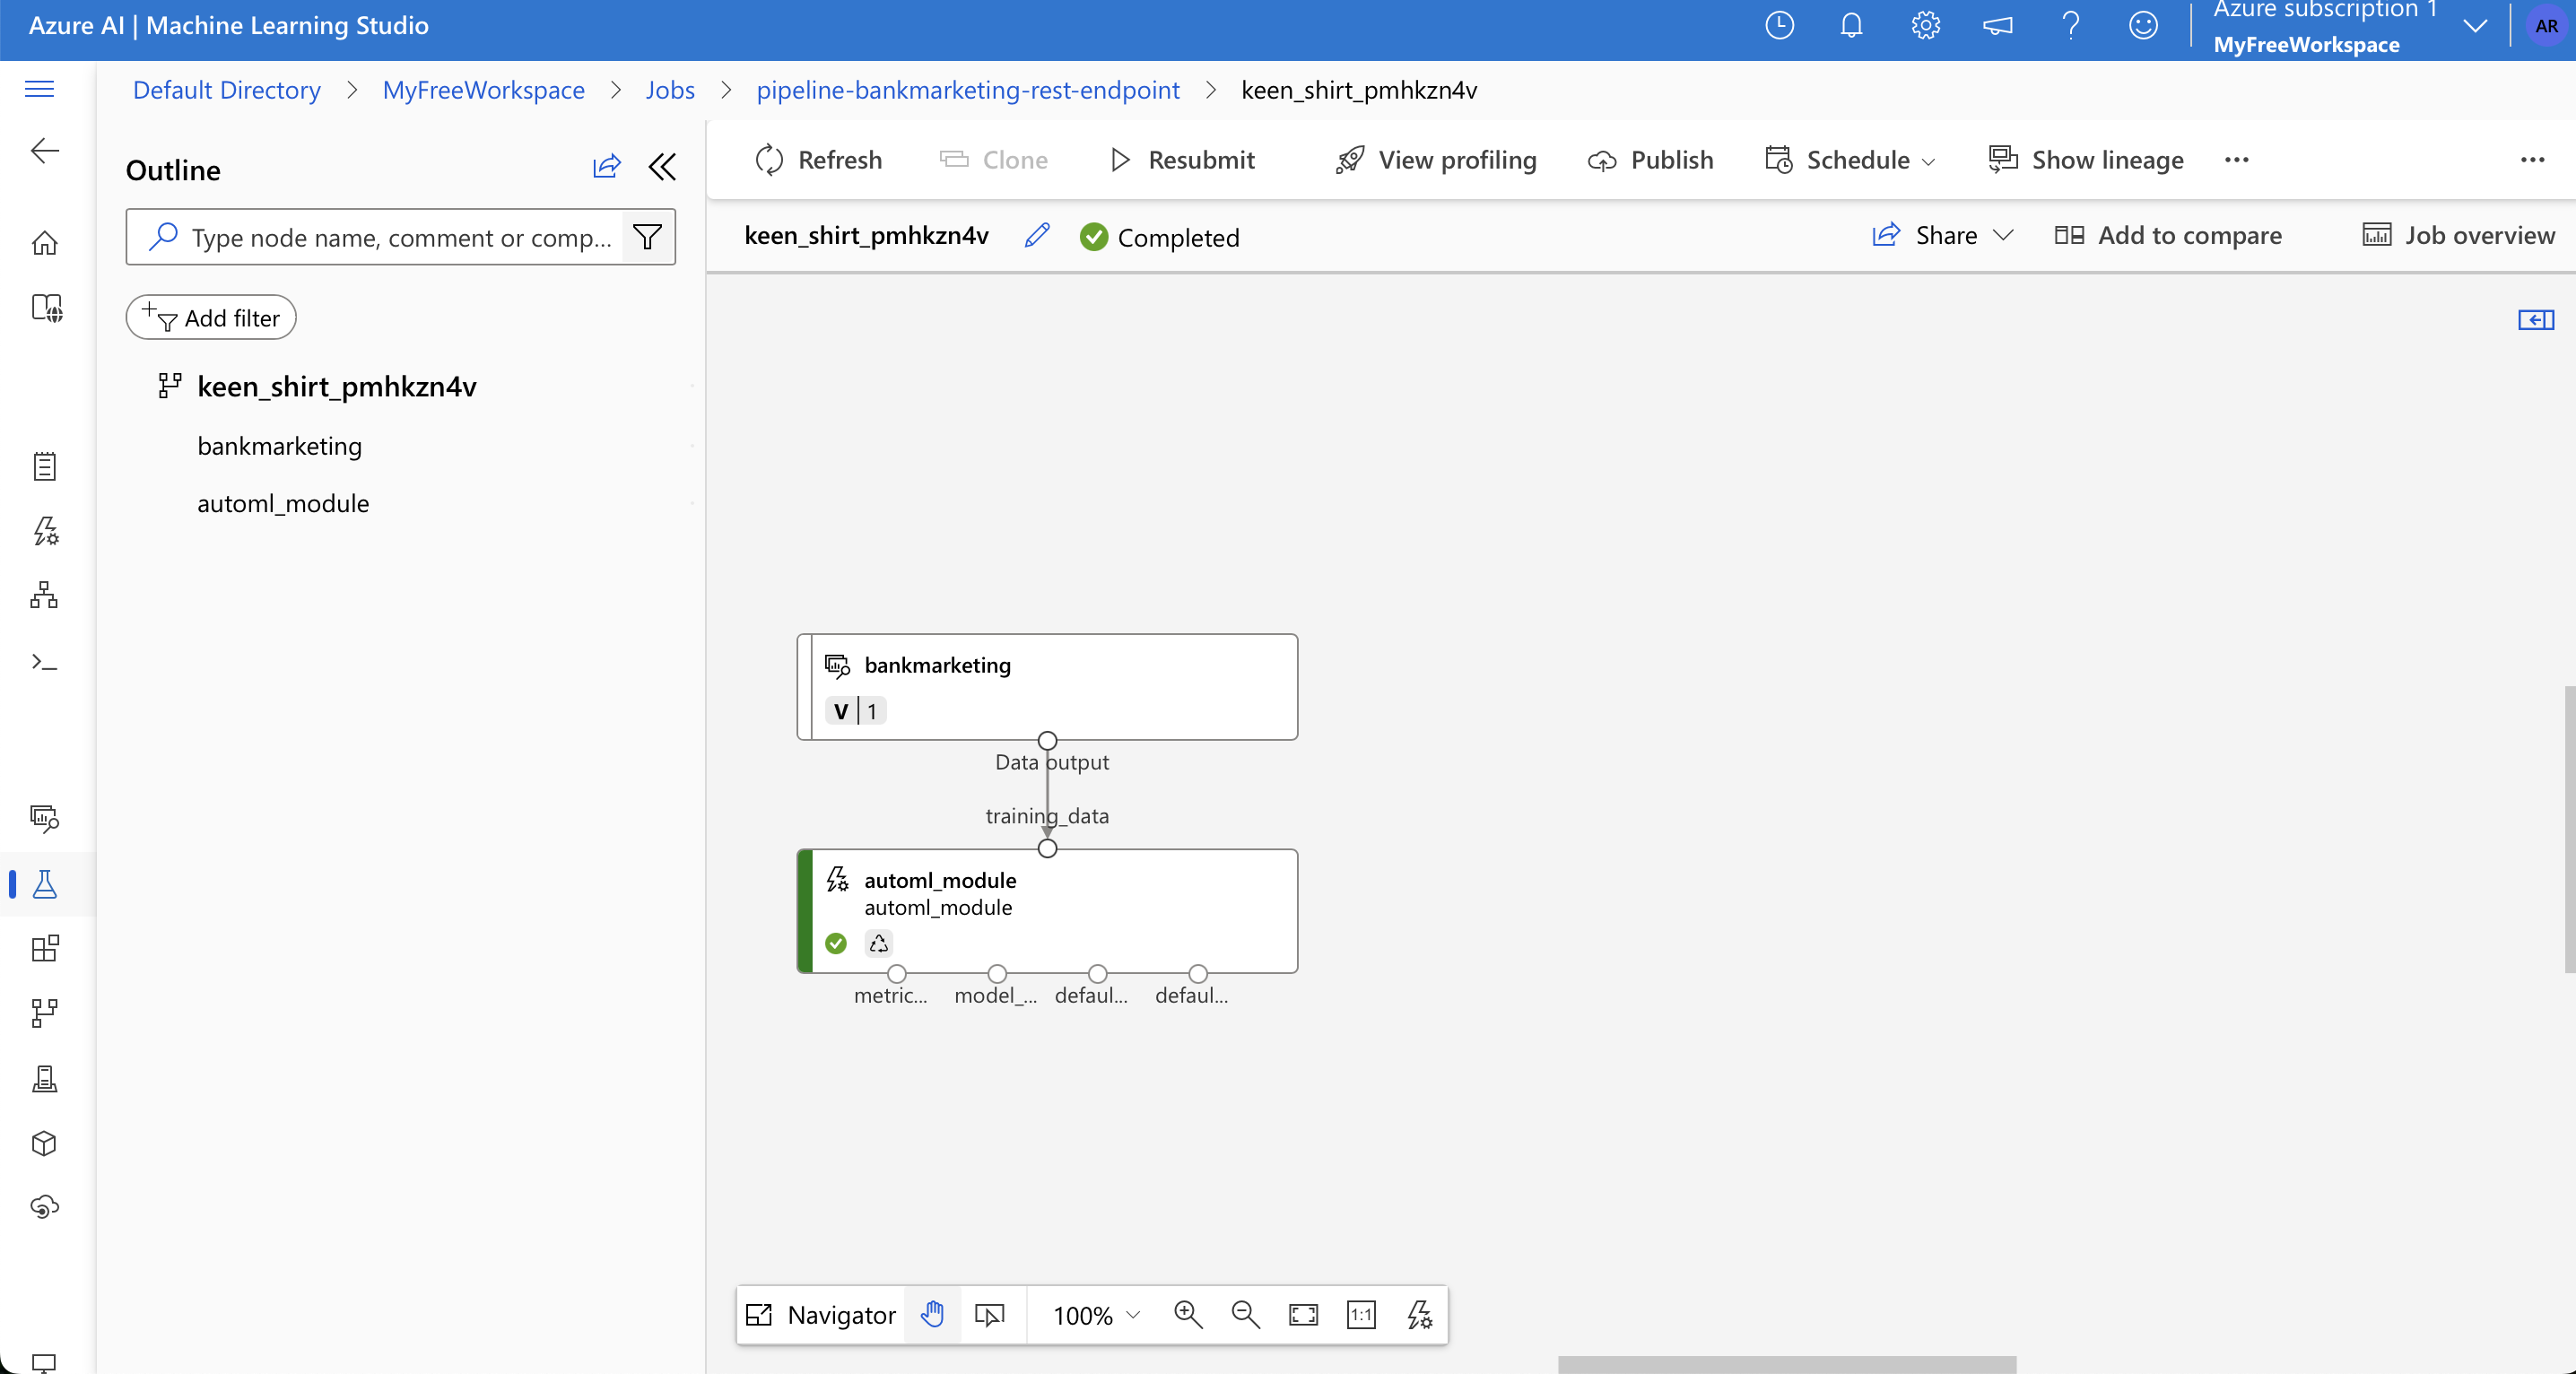 Azure AI | Machine Learning Studio
Azure subscription 1
MyFreeWorkspace
AR
Default Directory > MyFreeWorkspace > Jobs > pipeline-bankmarketing-rest-endpoint > keen_shirt_pmhkzn4v
Outline
Type node name, comment or comp...
Add filter
keen_shirt_pmhkzn4v
bankmarketing
automl_module
Refresh
Clone
Resubmit
View profiling
Publish
Schedule
Show lineage
keen_shirt_pmhkzn4v
Completed
Share
Add to compare
Job overview
bankmarketing
V | 1
Data output
training_data
automl_module
automl_module
metric... model_... defaul... defaul...
Navigator
100%
1:1